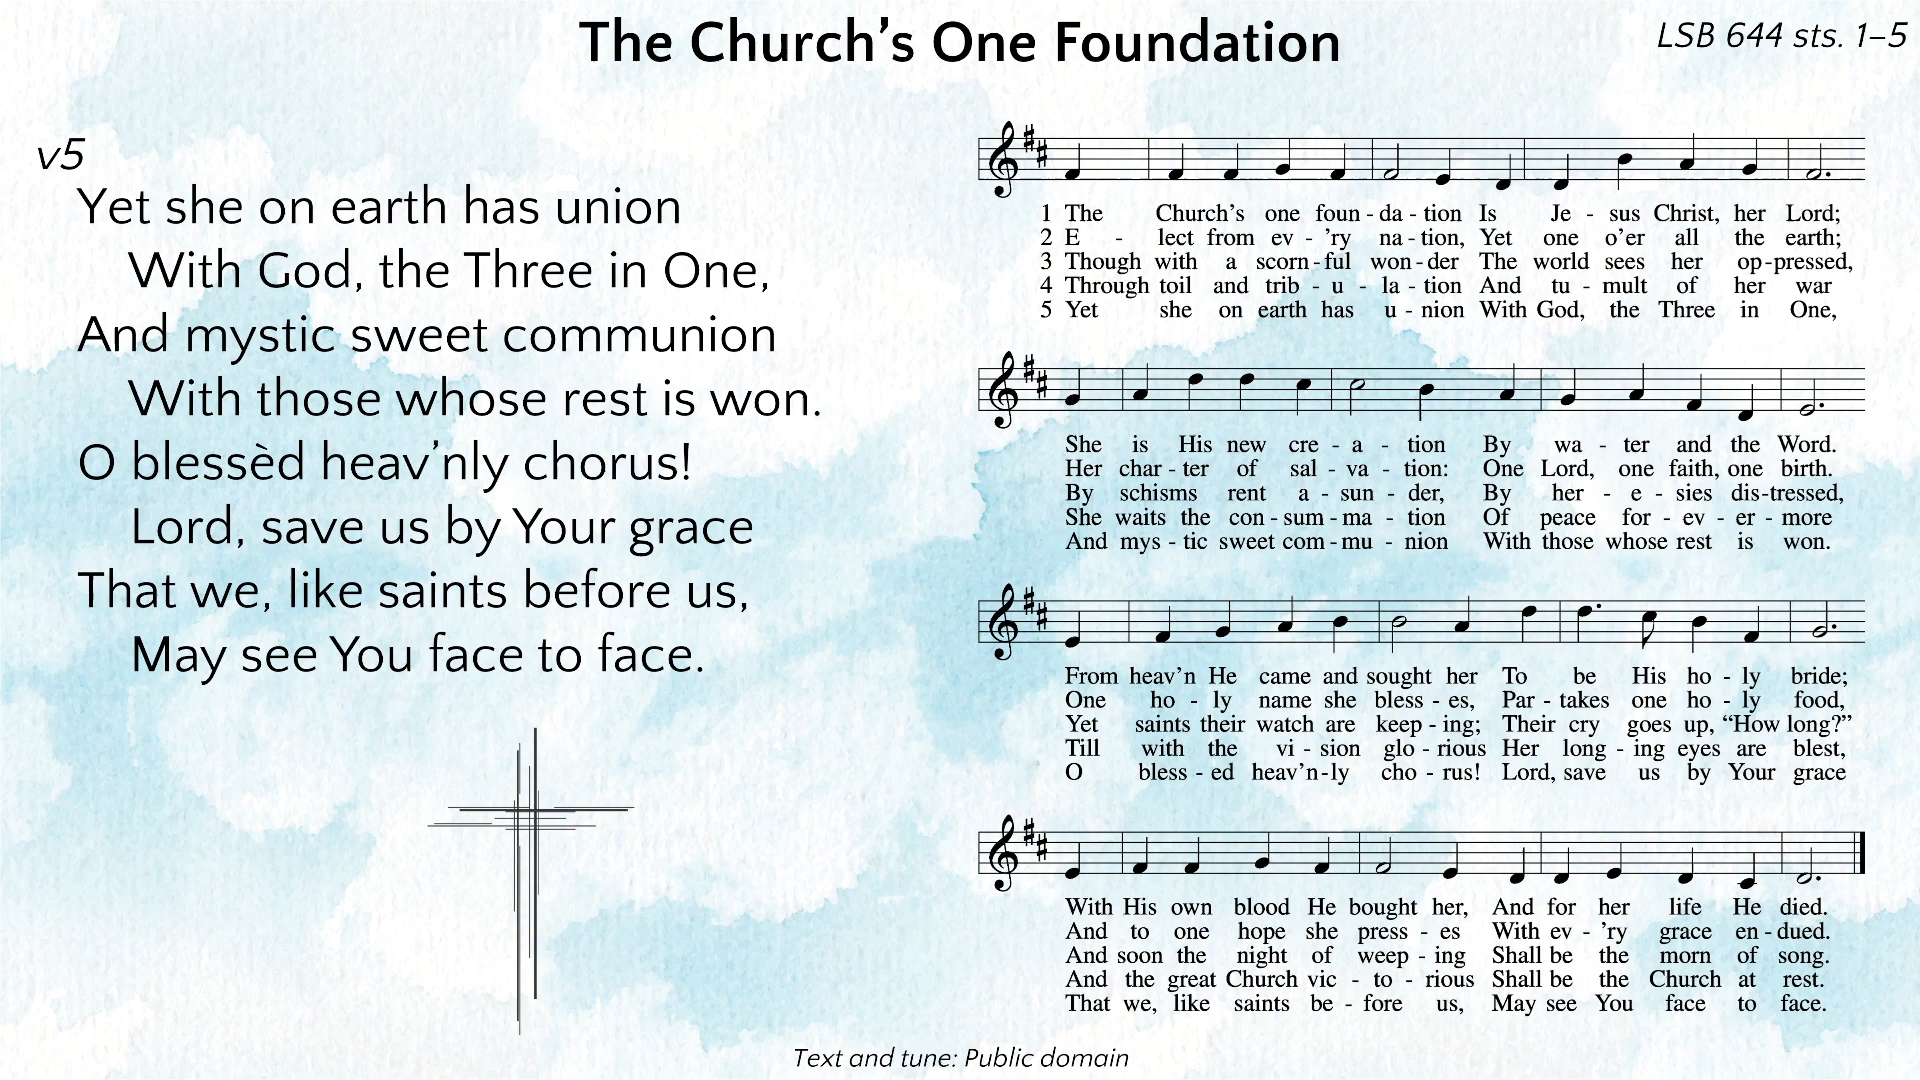 The Church’s One Foundation
LSB 644 sts. 1–5
v5
Yet she on earth has union
With God, the Three in One,
And mystic sweet communion
With those whose rest is won.
O blessèd heav’nly chorus!
Lord, save us by Your grace
That we, like saints before us,
May see You face to face.
1 The Church’s one foun - da - tion Is Je - sus Christ, her Lord;
2 E - lect from ev - ’ry na - tion, Yet one o’er all the earth;
3 Though with a scorn - ful won - der The world sees her op - pressed,
4 Through toil and trib - u - la - tion And tu - mult of her war
5 Yet she on earth has u - nion With God, the Three in One,
She is His new cre - a - tion By wa - ter and the Word.
Her char - ter of sal - va - tion: One Lord, one faith, one birth.
By schisms rent a - sun - der, By her - e - sies dis - tressed,
She waits the con - sum - ma - tion Of peace for - ev - er - more
And mys - tic sweet com - mu - nion With those whose rest is won.
From heav’n He came and sought her To be His ho - ly bride;
One ho - ly name she bless - es, Par - takes one ho - ly food,
Yet saints their watch are keep - ing; Their cry goes up, “How long?”
Till with the vi - sion glo - rious Her long - ing eyes are blest,
O bless - ed heav’n - ly cho - rus! Lord, save us by Your grace
With His own blood He bought her, And for her life He died.
And to one hope she press - es With ev - ’ry grace en - dued.
And soon the night of weep - ing Shall be the morn of song.
And the great Church vic - to - rious Shall be the Church at rest.
That we, like saints be - fore us, May see You face to face.
Text and tune: Public domain